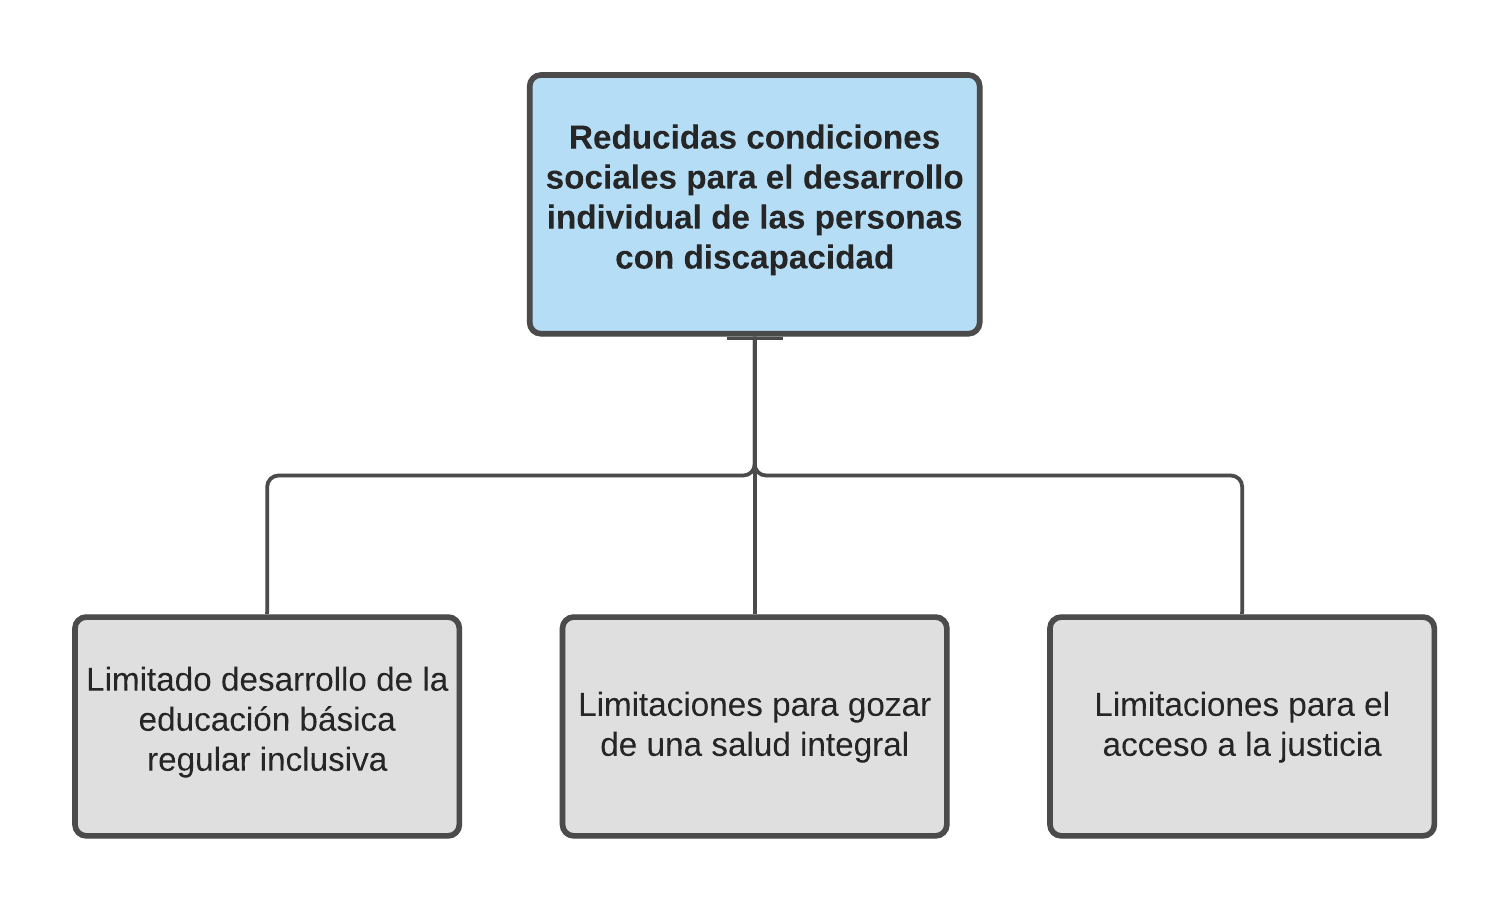 Reducidas condiciones
sociales para el desarrollo
individual de las personas
con discapacidad
Limitado desarrollo de la
educación básica
regular inclusiva
Limitaciones para gozar
de una salud integral
Limitaciones para el
acceso a la justicia